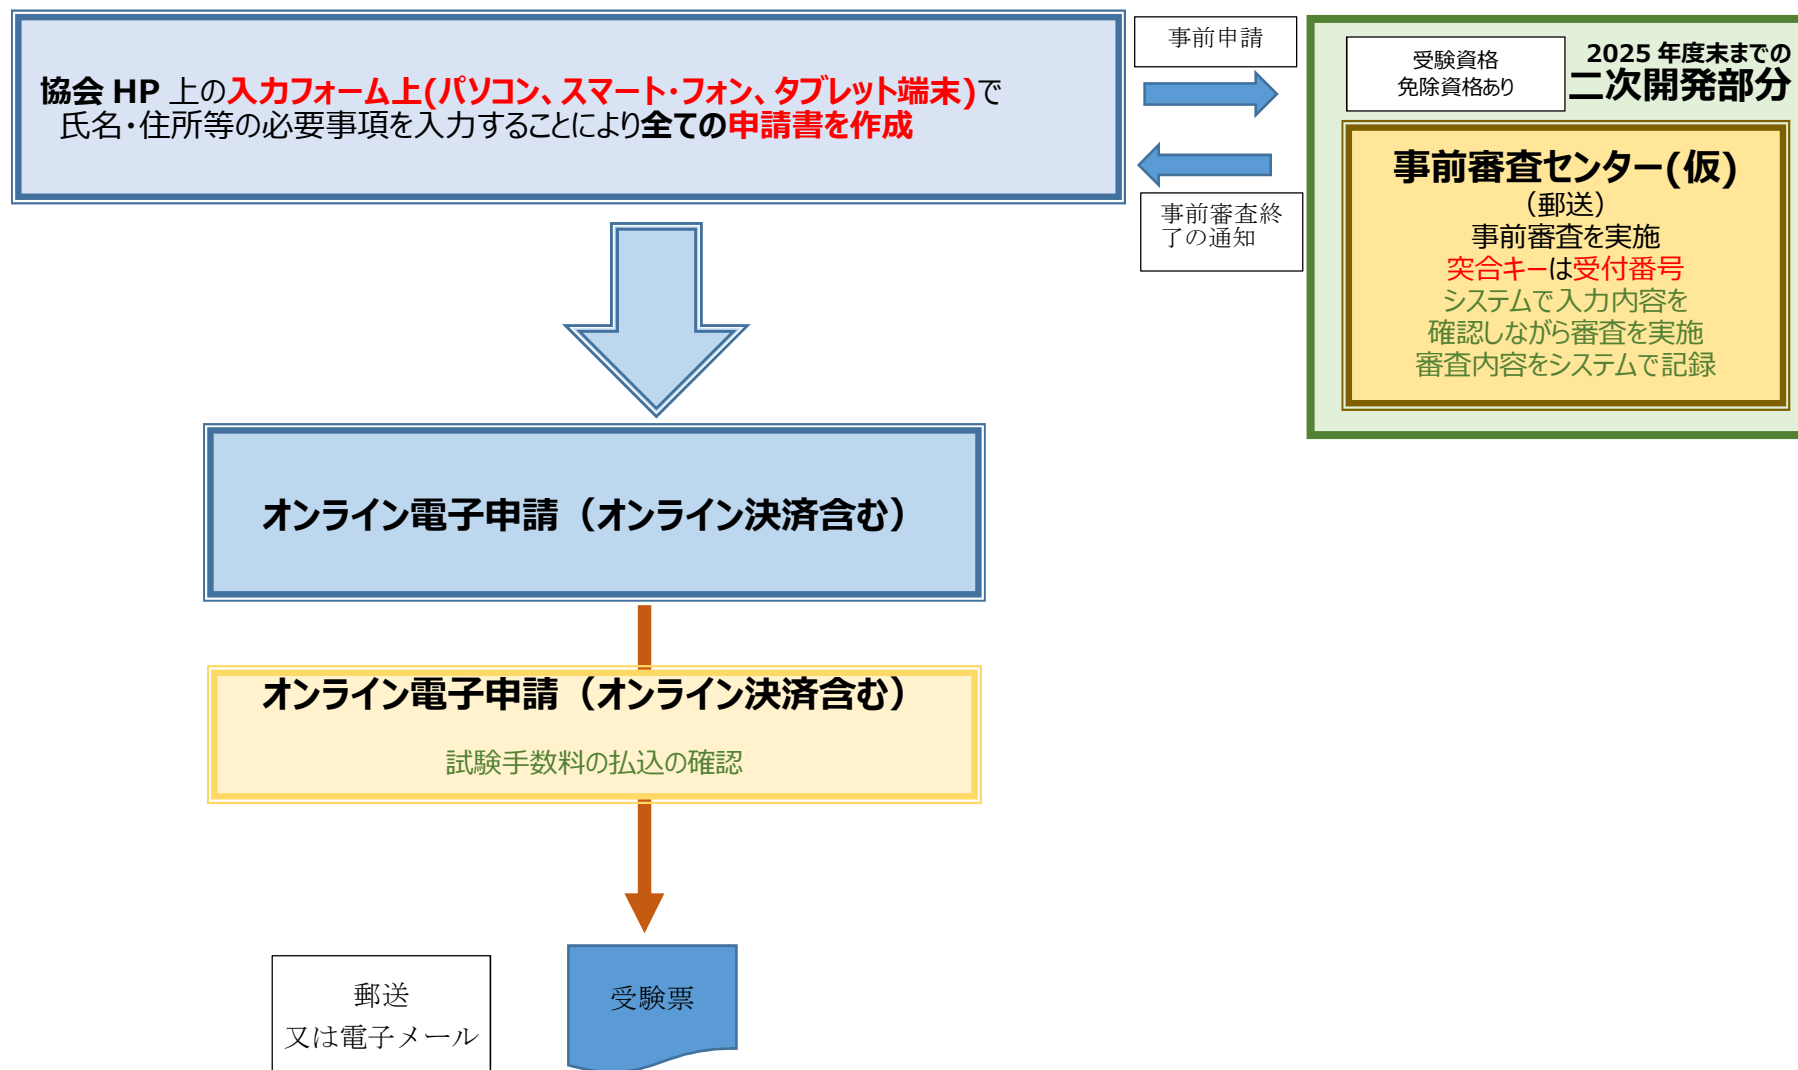 協会 HP 上の入力フォーム上(パソコン、スマート・フォン、タブレット端末)で
氏名・住所等の必要事項を入力することにより全ての申請書を作成
事前申請
事前審査終
了の通知
受験資格
免除資格あり
2025 年度末までの
二次開発部分
事前審査センター(仮)
（郵送）
事前審査を実施
突合キーは受付番号
システムで入力内容を
確認しながら審査を実施
審査内容をシステムで記録
オンライン電子申請（オンライン決済含む）
オンライン電子申請（オンライン決済含む）
試験手数料の払込の確認
郵送
又は電子メール
受験票